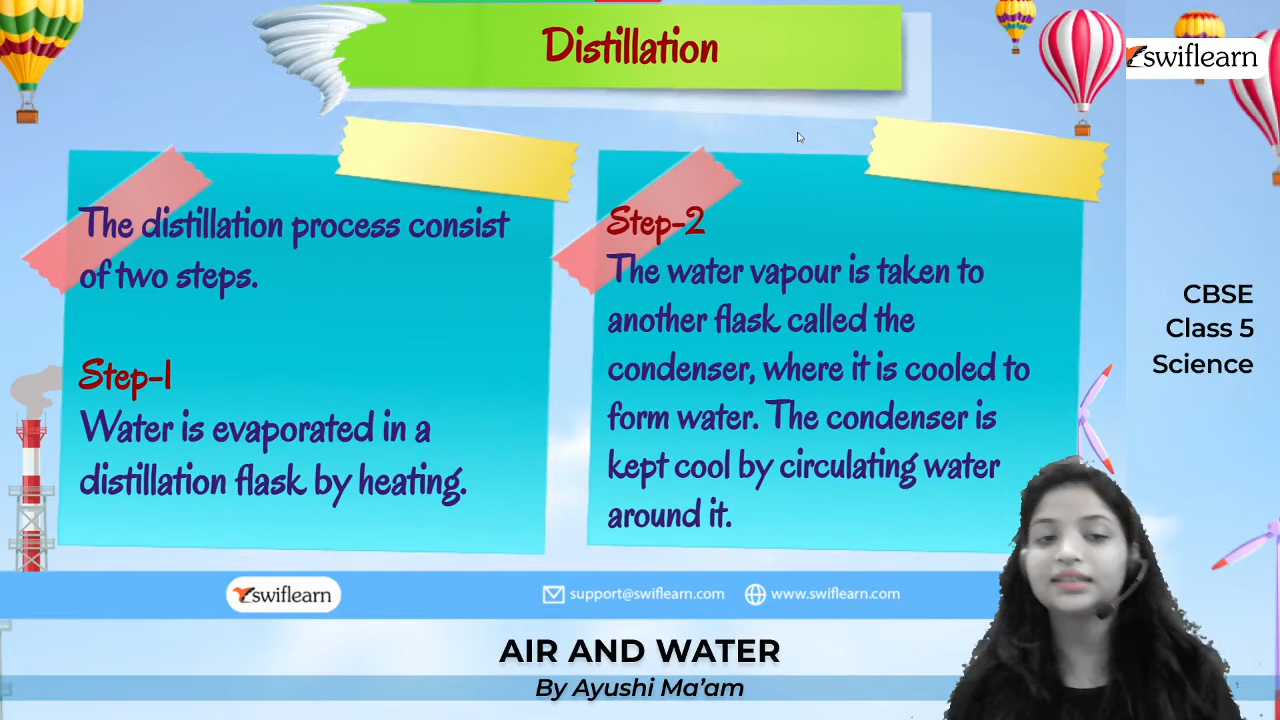 Distillation
swiflearn
The distillation process consist
of two steps.
Step-1
Water is evaporated in a
distillation flask by heating.
Step-2
The water vapour is taken to
another flask called the
condenser, where it is cooled to
form water. The condenser is
kept cool by circulating water
around it.
CBSE
Class 5
Science
swiflearn
support@swiflearn.com
www.swiflearn.com
AIR AND WATER
By Ayushi Ma'am